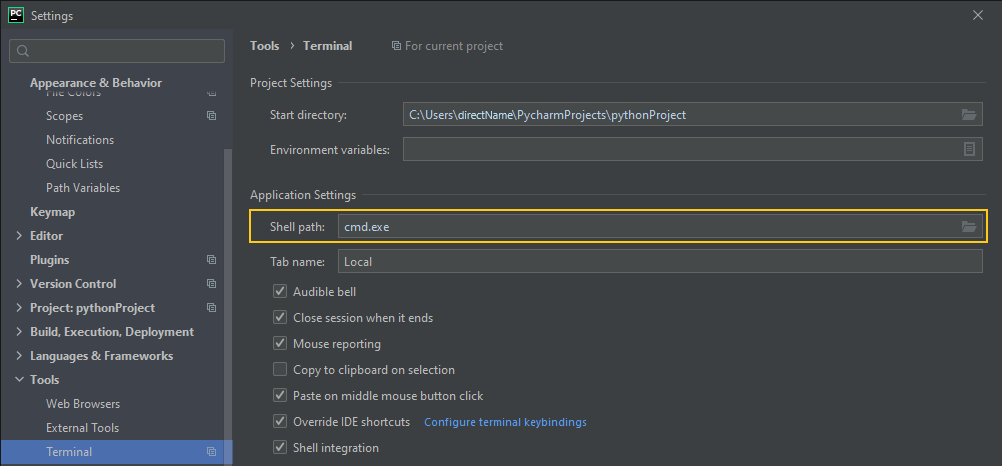 PC
Settings
Appearance & Behavior
File Colors
Scopes
Notifications
Quick Lists
Path Variables
Keymap
Editor
Plugins
Version Control
Project: pythonProject
Build, Execution, Deployment
Languages & Frameworks
Tools
Web Browsers
External Tools
Terminal
Tools › Terminal For current project
Project Settings
Start directory: C:\Users\directName\PycharmProjects\pythonProject
Environment variables:
Application Settings
Shell path: cmd.exe
Tab name: Local
Audible bell
Close session when it ends
Mouse reporting
Copy to clipboard on selection
Paste on middle mouse button click
Override IDE shortcuts Configure terminal keybindings
Shell integration